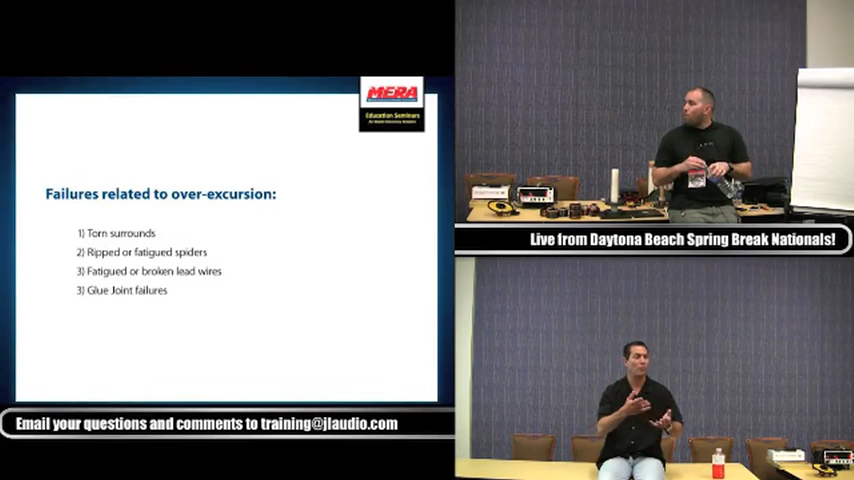 MERA
Education Seminars
Failures related to over-excursion:
1) Torn surrounds
2) Ripped or fatigued spiders
3) Fatigued or broken lead wires
3) Glue Joint failures
Email your questions and comments to training@jlaudio.com
Live from Daytona Beach Spring Break Nationals!